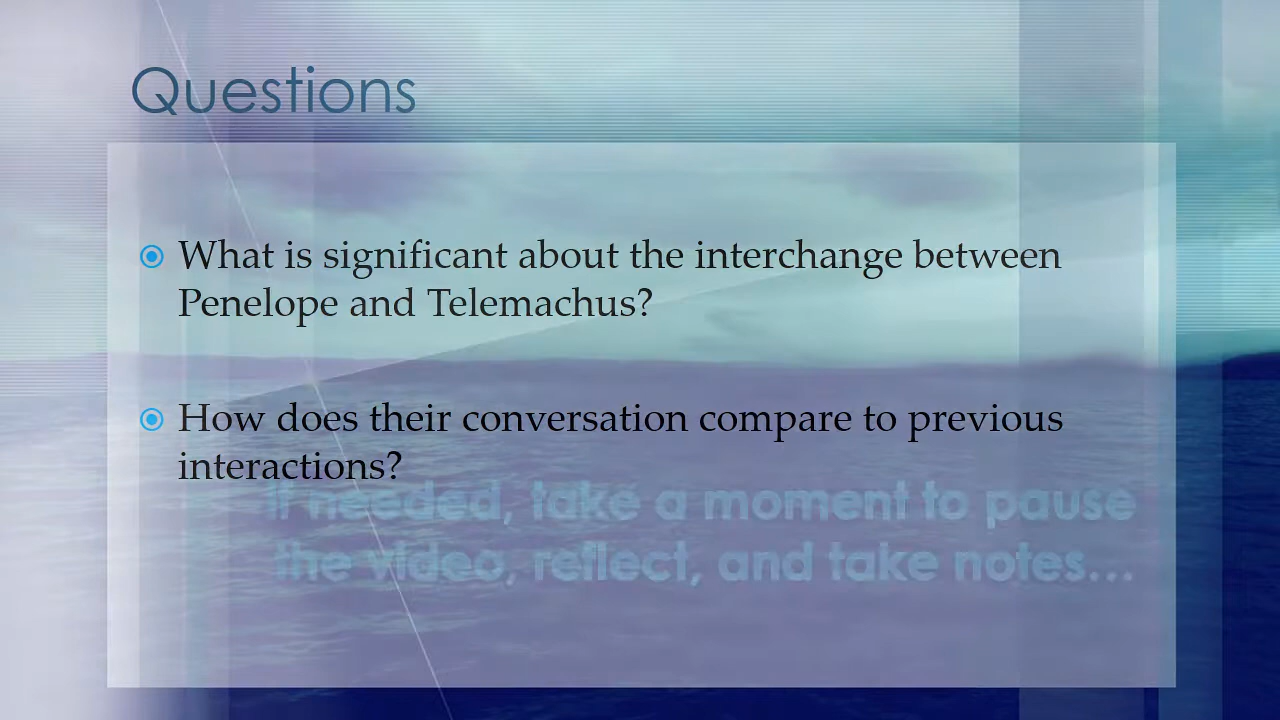 Questions
What is significant about the interchange between
Penelope and Telemachus?
How does their conversation compare to previous
interactions?
If needed, take a moment to pause
the video, reflect, and take notes...